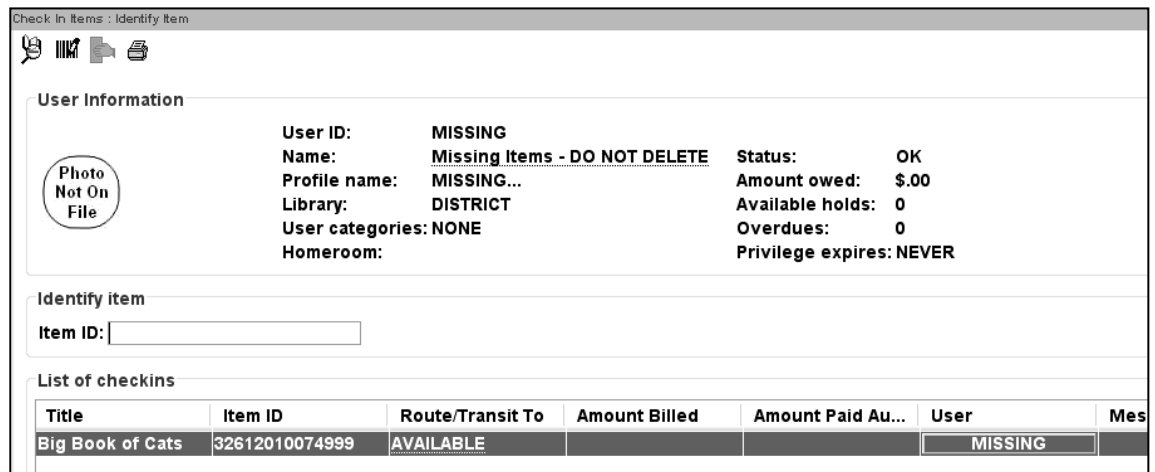 Check In Items : Identify Item
User Information
Photo
Not On
File
User ID: MISSING
Name: Missing Items - DO NOT DELETE Status: OK
Profile name: MISSING... Amount owed: $.00
Library: DISTRICT Available holds: 0
User categories: NONE Overdues: 0
Homeroom: Privilege expires: NEVER
Identify item
Item ID:
List of checkins
Title Item ID Route/Transit To Amount Billed Amount Paid Au... User Mes
Big Book of Cats 32612010074999 AVAILABLE MISSING